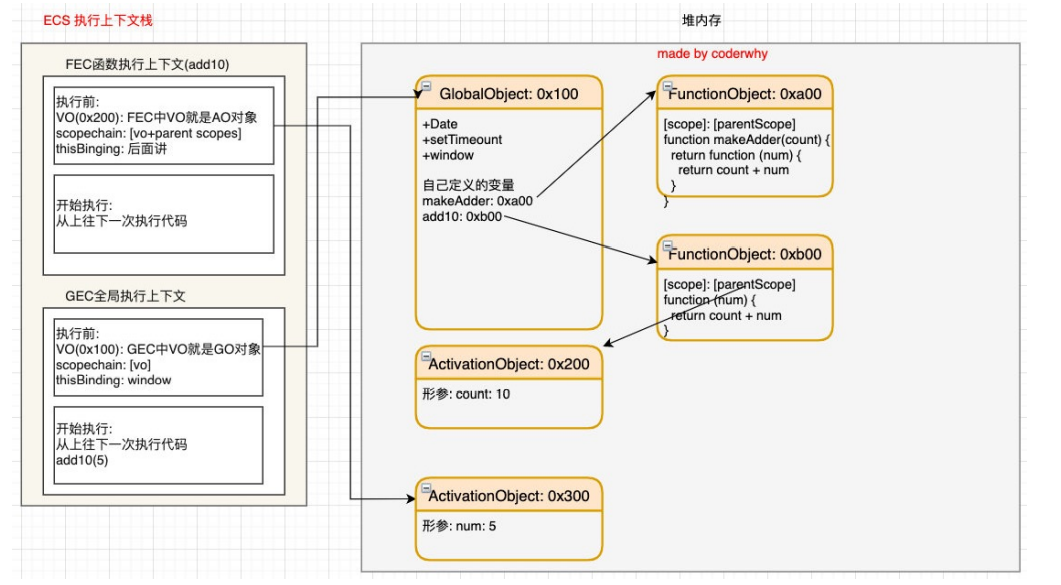 ECS 执行上下文栈
FEC函数执行上下文(add10)
执行前:
VO(0x200): FEC中VO就是AO对象
scopechain: [vo+parent scopes]
thisBinging: 后面讲
开始执行:
从上往下一次执行代码
GEC全局执行上下文
执行前:
VO(0x100): GEC中VO就是GO对象
scopechain: [vo]
thisBinding: window
开始执行:
从上往下一次执行代码
add10(5)
堆内存
made by coderwhy
GlobalObject: 0x100
+Date
+setTimeount
+window
自己定义的变量
makeAdder: 0xa00
add10: 0xb00
FunctionObject: 0xa00
[scope]: [parentScope]
function makeAdder(count) {
return function (num) {
return count + num
}
}
FunctionObject: 0xb00
[scope]: [parentScope]
function (num) {
return count + num
}
ActivationObject: 0x200
形参: count: 10
ActivationObject: 0x300
形参: num: 5